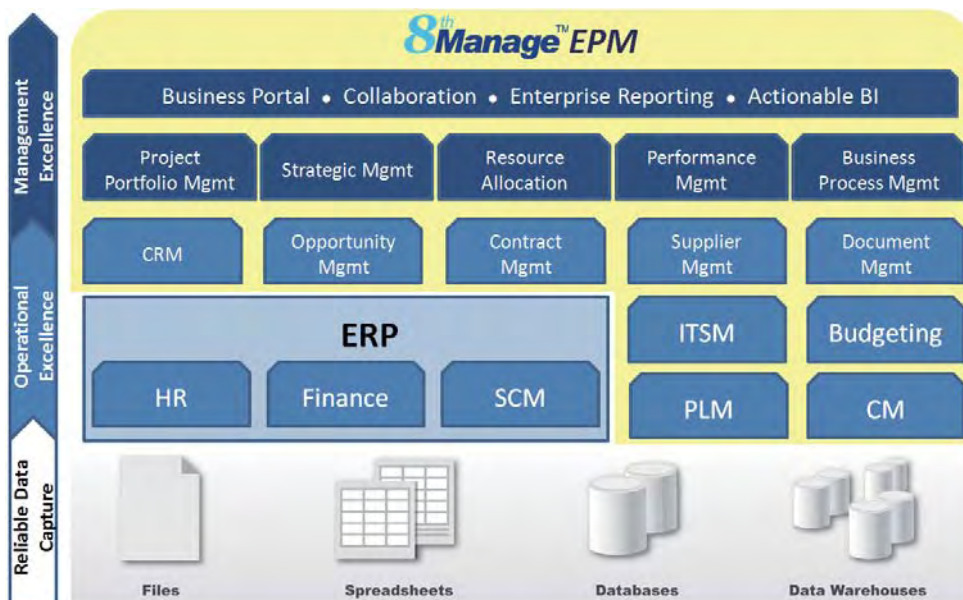 8th Manage™ EPM
Business Portal • Collaboration • Enterprise Reporting • Actionable BI
Project
Portfolio Mgmt
Strategic Mgmt
Resource
Allocation
Performance
Mgmt
Business
Process Mgmt
CRM
Opportunity
Mgmt
Contract
Mgmt
Supplier
Mgmt
Document
Mgmt
ERP
HR
Finance
SCM
ITSM
Budgeting
PLM
CM
Files
Spreadsheets
Databases
Data Warehouses
Management
Excellence
Operational
Excellence
Reliable Data
Capture